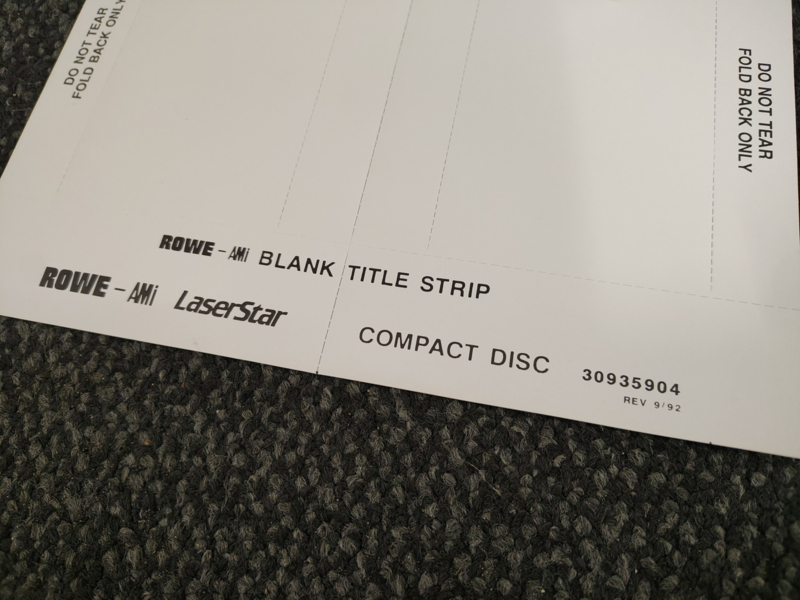 DO NOT TEAR
FOLD BACK ONLY
DO NOT TEAR
FOLD BACK ONLY
ROWE - AMi BLANK TITLE STRIP
ROWE - AMi LaserStar COMPACT DISC 30935904
REV 9/92